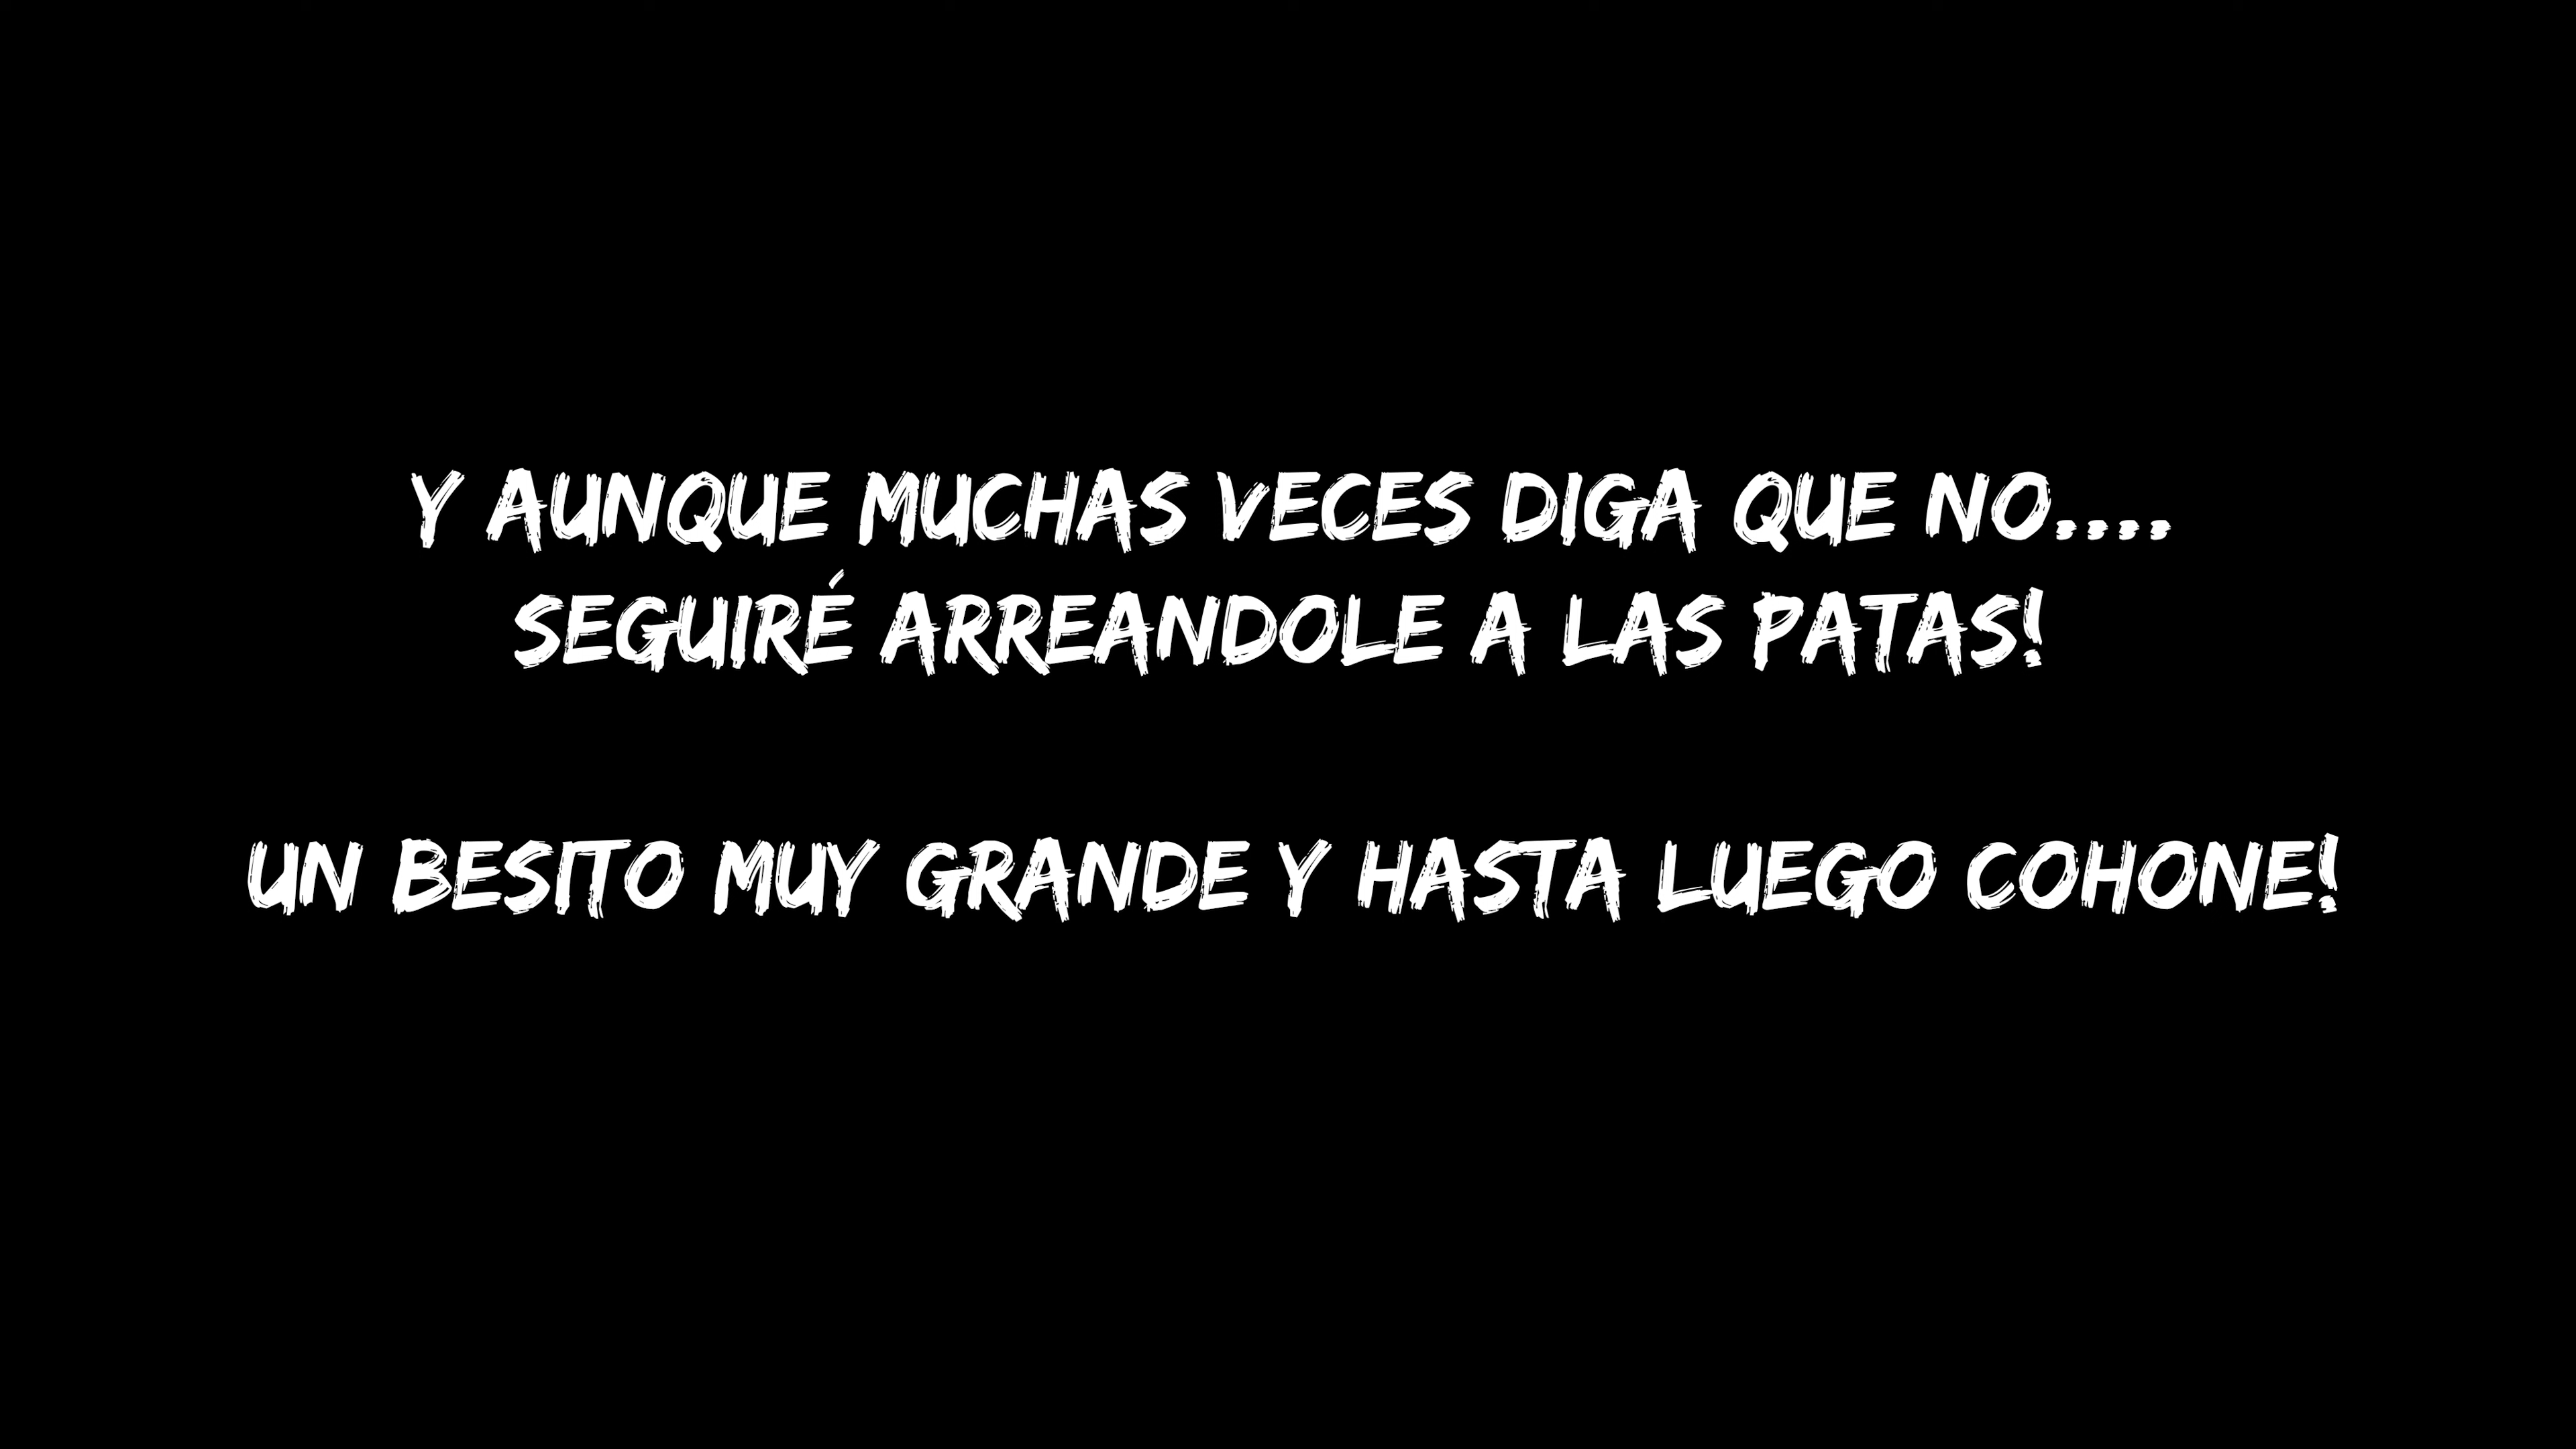 Y AUNQUE MUCHAS VECES DIGA QUE NO....
SEGUIRÉ ARREANDOLE A LAS PATAS!
UN BESITO MUY GRANDE Y HASTA LUEGO COHONE!